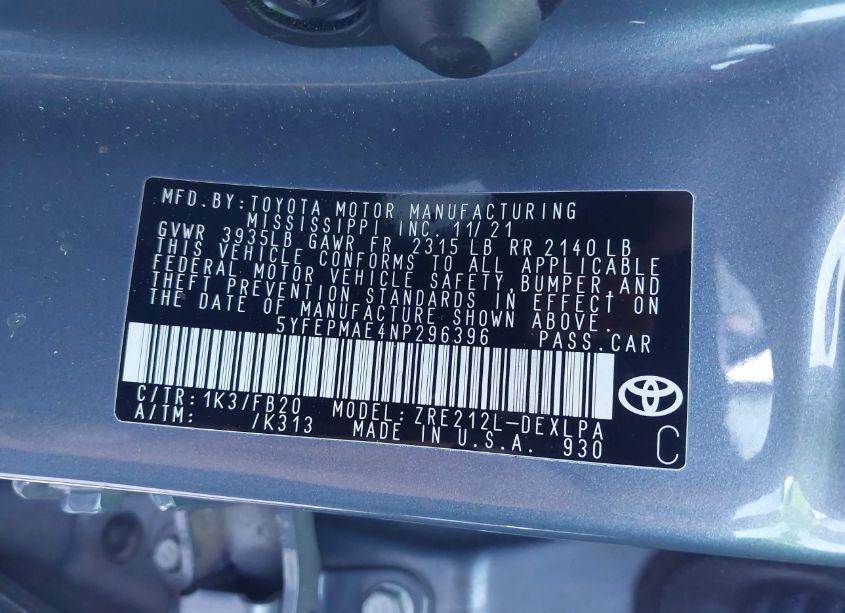 MFD.BY:TOYOTA MOTOR MANUFACTURING
MISSISSIPPI INC. 11/21
GVWR 3935LB GAWR FR 2315 LB RR 2140 LB
THIS VEHICLE CONFORMS TO ALL APPLICABLE
FEDERAL MOTOR VEHICLE SAFETY,BUMPER,AND
THEFT PREVENTION STANDARDS IN EFFECT ON
THE DATE OF MANUFACTURE SHOWN ABOVE.
5YFEPMAE4NP296396 PASS.CAR
C/TR: 1K3/FB20 MODEL: ZRE212L-DEXLPA
A/TM: /K313 MADE IN U.S.A. 930
C